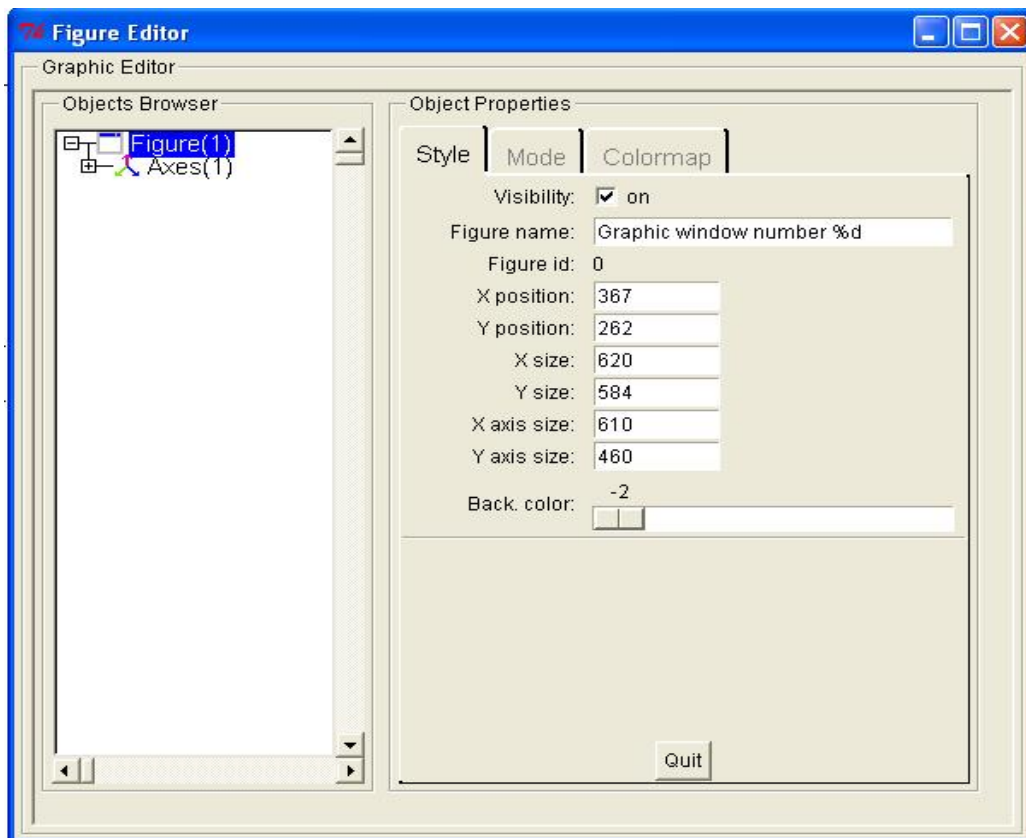 Figure Editor
Graphic Editor
Objects Browser
Figure(1)
Axes(1)
Object Properties
Style Mode Colormap
Visibility: on
Figure name: Graphic window number %d
Figure id: 0
X position: 367
Y position: 262
X size: 620
Y size: 584
X axis size: 610
Y axis size: 460
Back. color: -2
Quit